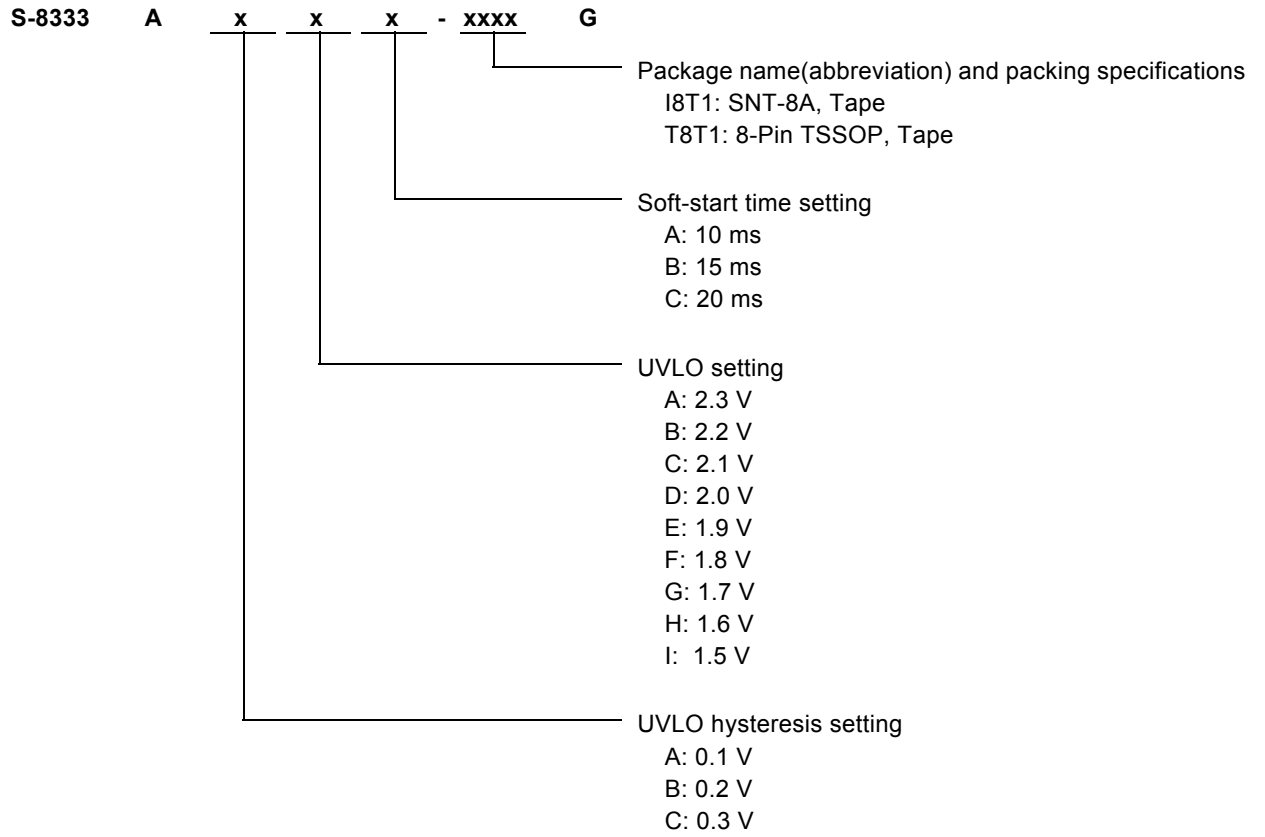 S-8333 A x x x - xxxx G
Package name(abbreviation) and packing specifications
I8T1: SNT-8A, Tape
T8T1: 8-Pin TSSOP, Tape
Soft-start time setting
A: 10 ms
B: 15 ms
C: 20 ms
UVLO setting
A: 2.3 V
B: 2.2 V
C: 2.1 V
D: 2.0 V
E: 1.9 V
F: 1.8 V
G: 1.7 V
H: 1.6 V
I: 1.5 V
UVLO hysteresis setting
A: 0.1 V
B: 0.2 V
C: 0.3 V